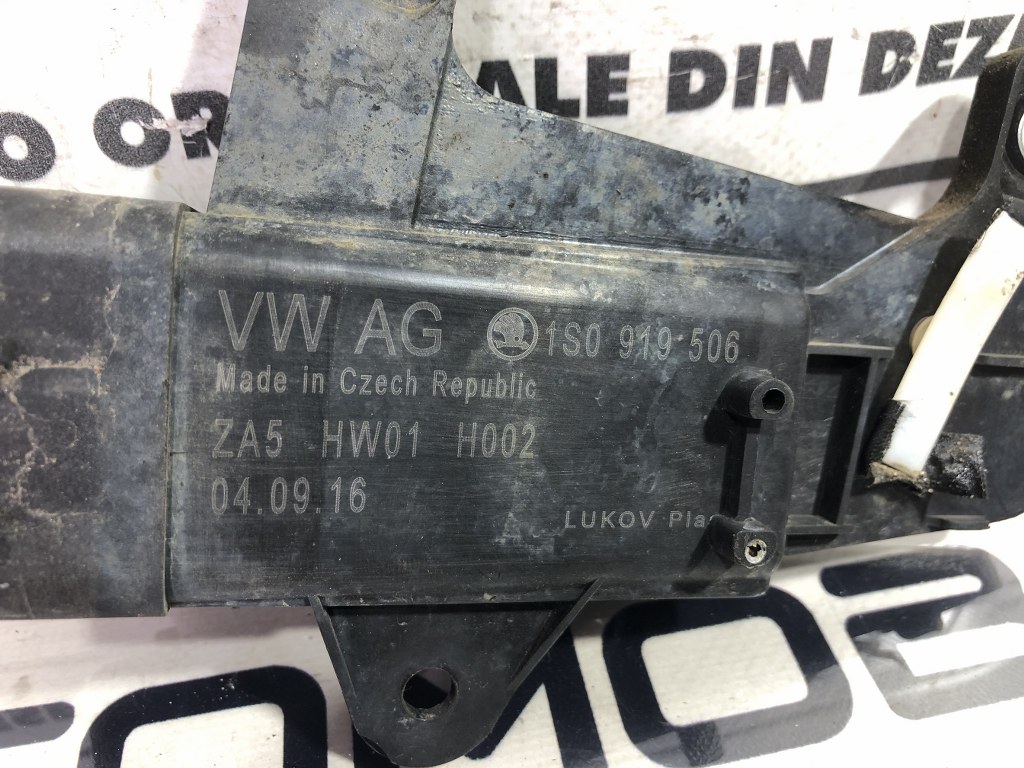 O OR ALE DIN DEZ
VW AG 1S0 919 506
Made in Czech Republic
ZA5 HW01 H002
04.09.16
LUKOV Pla